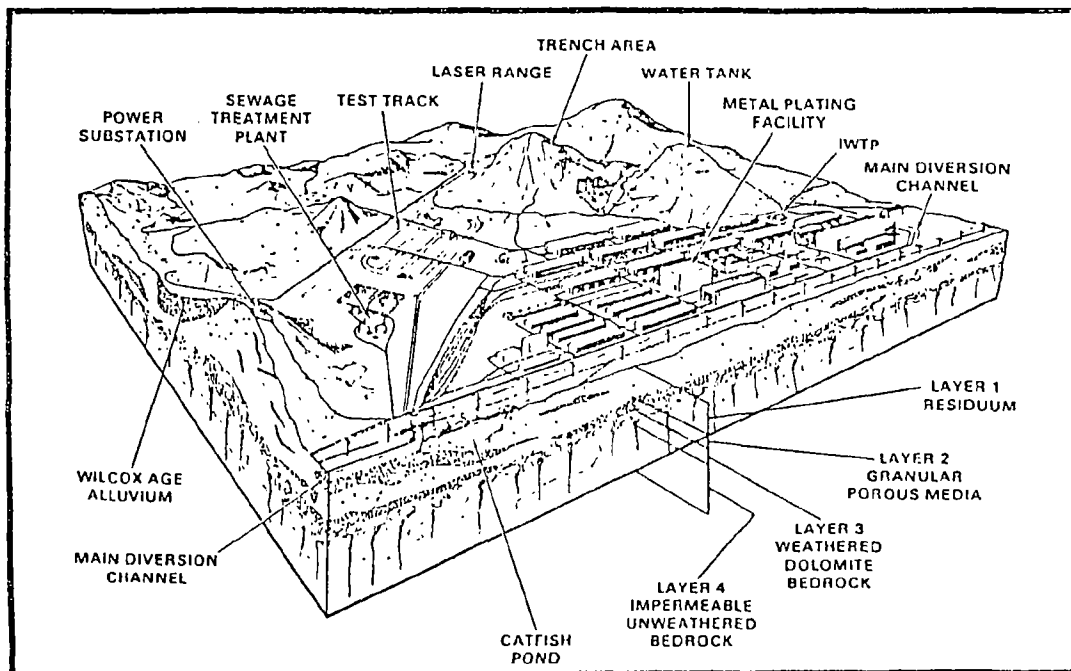 TRENCH AREA
LASER RANGE
WATER TANK
TEST TRACK
SEWAGE
TREATMENT
PLANT
POWER
SUBSTATION
METAL PLATING
FACILITY
IWTP
MAIN DIVERSION
CHANNEL
LAYER 1
RESIDUUM
LAYER 2
GRANULAR
POROUS MEDIA
LAYER 3
WEATHERED
DOLOMITE
BEDROCK
LAYER 4
IMPERMEABLE
UNWEATHERED
BEDROCK
CATFISH
POND
MAIN DIVERSION
CHANNEL
WILCOX AGE
ALLUVIUM